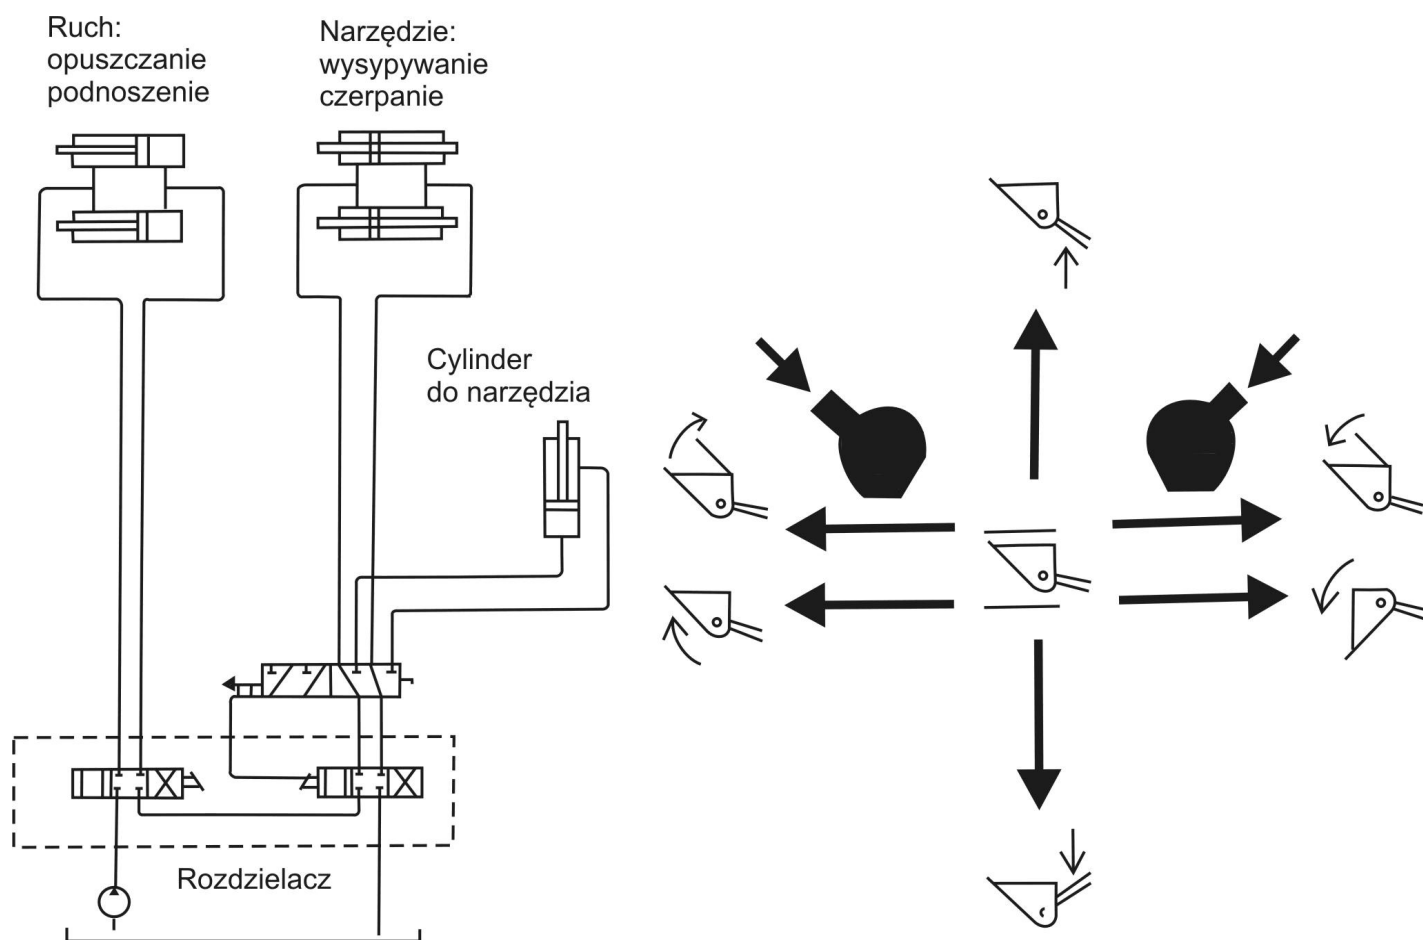 Ruch:
opuszczanie
podnoszenie
Narzędzie:
wysypywanie
czerpanie
Cylinder
do narzędzia
Rozdzielacz